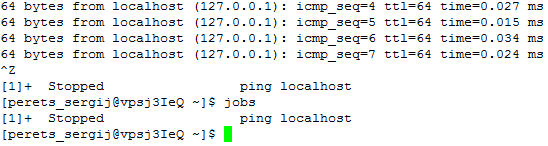 64 bytes from localhost (127.0.0.1): icmp_seq=4 ttl=64 time=0.027 ms
64 bytes from localhost (127.0.0.1): icmp_seq=5 ttl=64 time=0.015 ms
64 bytes from localhost (127.0.0.1): icmp_seq=6 ttl=64 time=0.034 ms
64 bytes from localhost (127.0.0.1): icmp_seq=7 ttl=64 time=0.024 ms
^Z
[1]+  Stopped                 ping localhost
[perets_sergij@vpsj3IeQ ~]$ jobs
[1]+  Stopped                 ping localhost
[perets_sergij@vpsj3IeQ ~]$